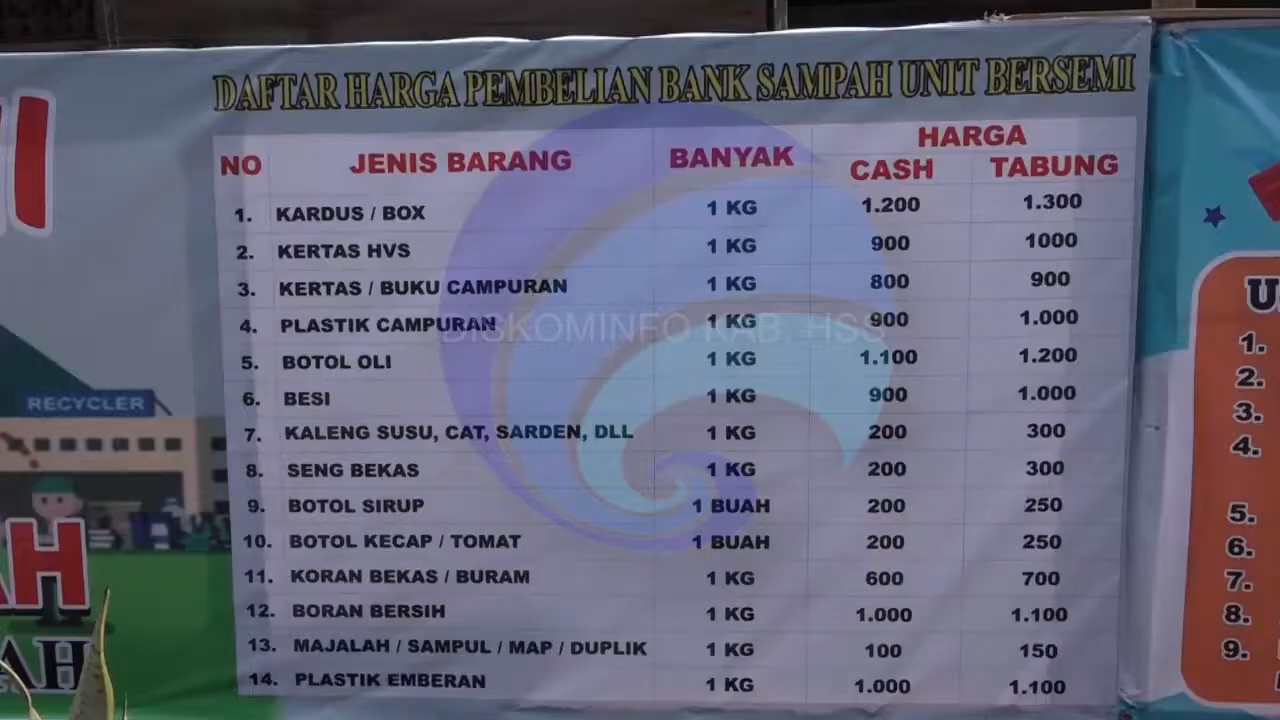 DAFTAR HARGA PEMBELIAN BANK SAMPAH UNIT BERSEMI
NO JENIS BARANG BANYAK HARGA
CASH TABUNG
1. KARDUS / BOX 1 KG 1.200 1.300
2. KERTAS HVS 1 KG 900 1000
3. KERTAS / BUKU CAMPURAN 1 KG 800 900
4. PLASTIK CAMPURAN 1 KG 900 1.000
5. BOTOL OLI 1 KG 1.100 1.200
6. BESI 1 KG 900 1.000
7. KALENG SUSU, CAT, SARDEN, DLL 1 KG 200 300
8. SENG BEKAS 1 KG 200 300
9. BOTOL SIRUP 1 BUAH 200 250
10. BOTOL KECAP / TOMAT 1 BUAH 200 250
11. KORAN BEKAS / BURAM 1 KG 600 700
12. BORAN BERSIH 1 KG 1.000 1.100
13. MAJALAH / SAMPUL / MAP / DUPLIK 1 KG 100 150
14. PLASTIK EMBERAN 1 KG 1.000 1.100
DISKOMINFO KAB. HSS
RECYCLER
AH
AH
U
1.
2.
3.
4.
5.
6.
7.
8.
9.